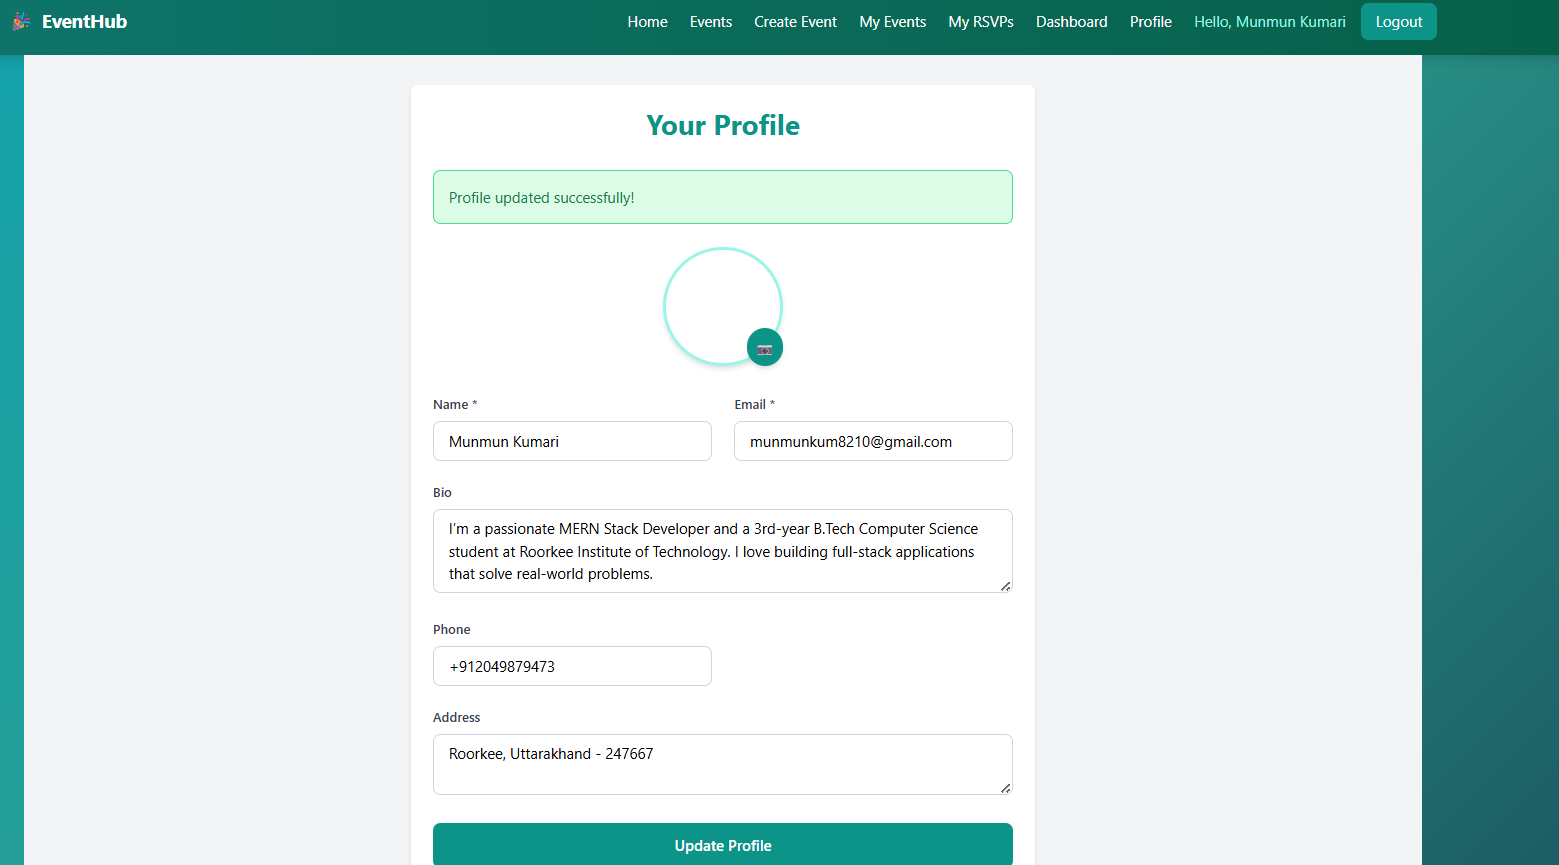 EventHub
Home Events Create Event My Events My RSVPs Dashboard Profile Hello, Munmun Kumari Logout
Your Profile
Profile updated successfully!
Name * Email *
Munmun Kumari munmunkum8210@gmail.com
Bio
I'm a passionate MERN Stack Developer and a 3rd-year B.Tech Computer Science
student at Roorkee Institute of Technology. I love building full-stack applications
that solve real-world problems.
Phone
+912049879473
Address
Roorkee, Uttarakhand - 247667
Update Profile